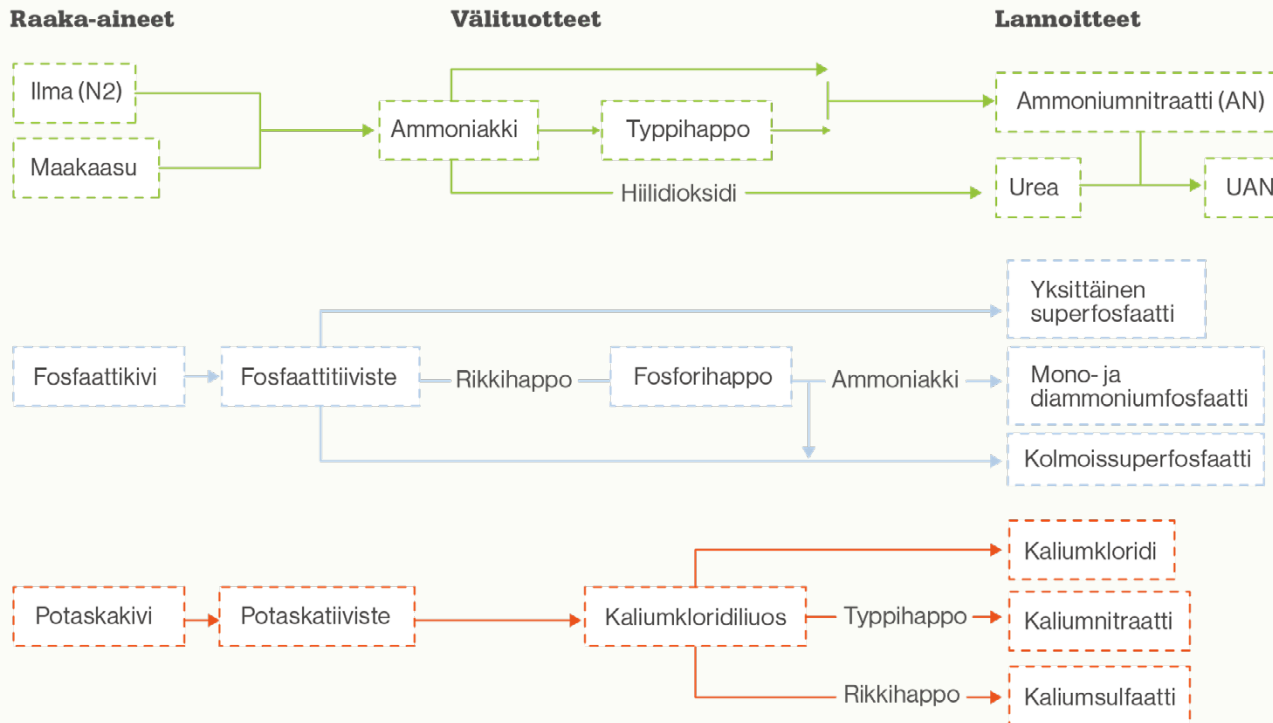 Raaka-aineet
Välituotteet
Lannoitteet
Ilma (N2)
Maakaasu
Ammoniakki
Typpihappo
Hiilidioksidi
Ammoniumnitraatti (AN)
Urea
UAN
Fosfaattikivi
Fosfaattitiiviste
Rikkihappo
Fosforihappo
Ammoniakki
Yksittäinen
superfosfaatti
Mono- ja
diammoniumfosfaatti
Kolmoissuperfosfaatti
Potaskakivi
Potaskatiiviste
Kaliumkloridiliuos
Typpihappo
Rikkihappo
Kaliumkloridi
Kaliumnitraatti
Kaliumsulfaatti